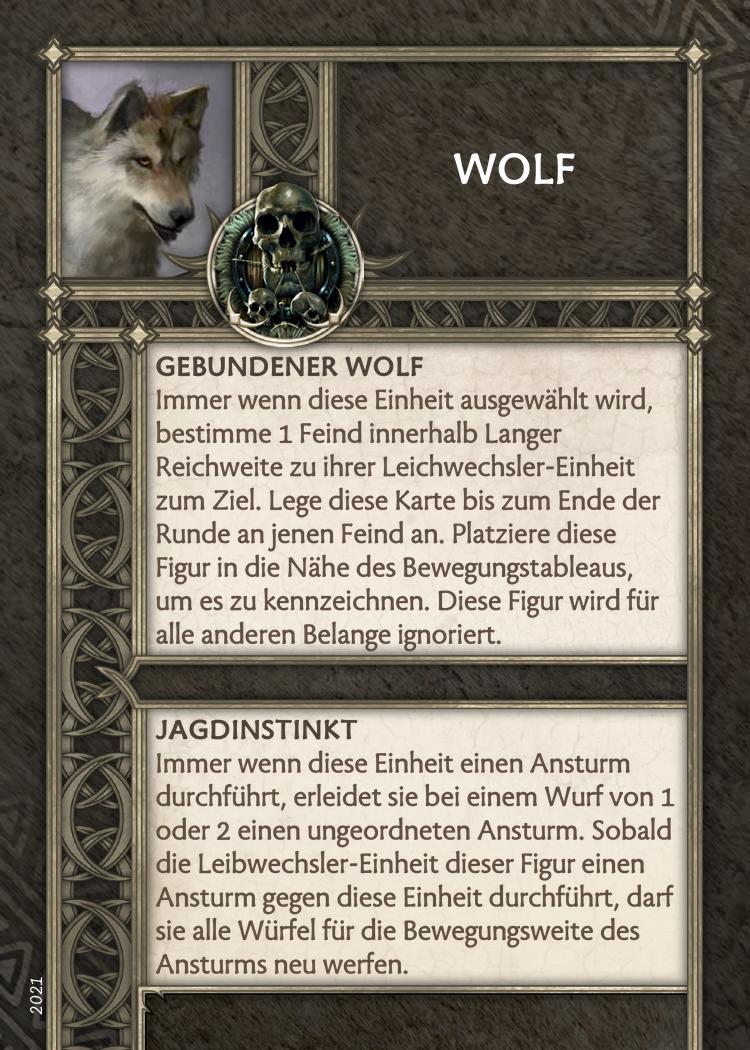 WOLF
GEBUNDENER WOLF
Immer wenn diese Einheit ausgewählt wird,
bestimme 1 Feind innerhalb Langer
Reichweite zu ihrer Leichwechsler-Einheit
zum Ziel. Lege diese Karte bis zum Ende der
Runde an jenen Feind an. Platziere diese
Figur in die Nähe des Bewegungstableaus,
um es zu kennzeichnen. Diese Figur wird für
alle anderen Belange ignoriert.
JAGDINSTINKT
Immer wenn diese Einheit einen Ansturm
durchführt, erleidet sie bei einem Wurf von 1
oder 2 einen ungeordneten Ansturm. Sobald
die Leibwechsler-Einheit dieser Figur einen
Ansturm gegen diese Einheit durchführt, darf
sie alle Würfel für die Bewegungsweite des
Ansturms neu werfen.
2021